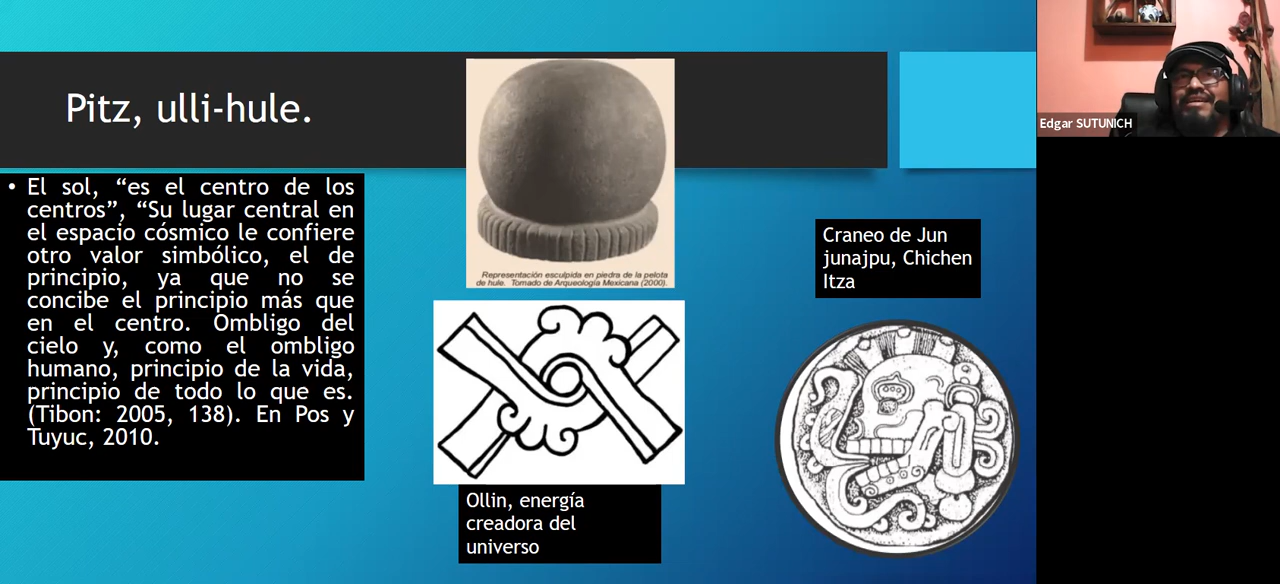 Pitz, ulli-hule.
• El sol, “es el centro de los
centros”, “Su lugar central en
el espacio cósmico le confiere
otro valor simbólico, el de
principio, ya que no se
concibe el principio más que
en el centro. Ombligo del
cielo y, como el ombligo
humano, principio de la vida,
principio de todo lo que es.
(Tibon: 2005, 138). En Pos y
Tuyuc, 2010.
Representación esculpida en piedra de la pelota
de hule. Tomado de Arqueología Mexicana (2000).
Ollin, energía
creadora del
universo
Craneo de Jun
junajpu, Chichen
Itza
Edgar SUTUNICH